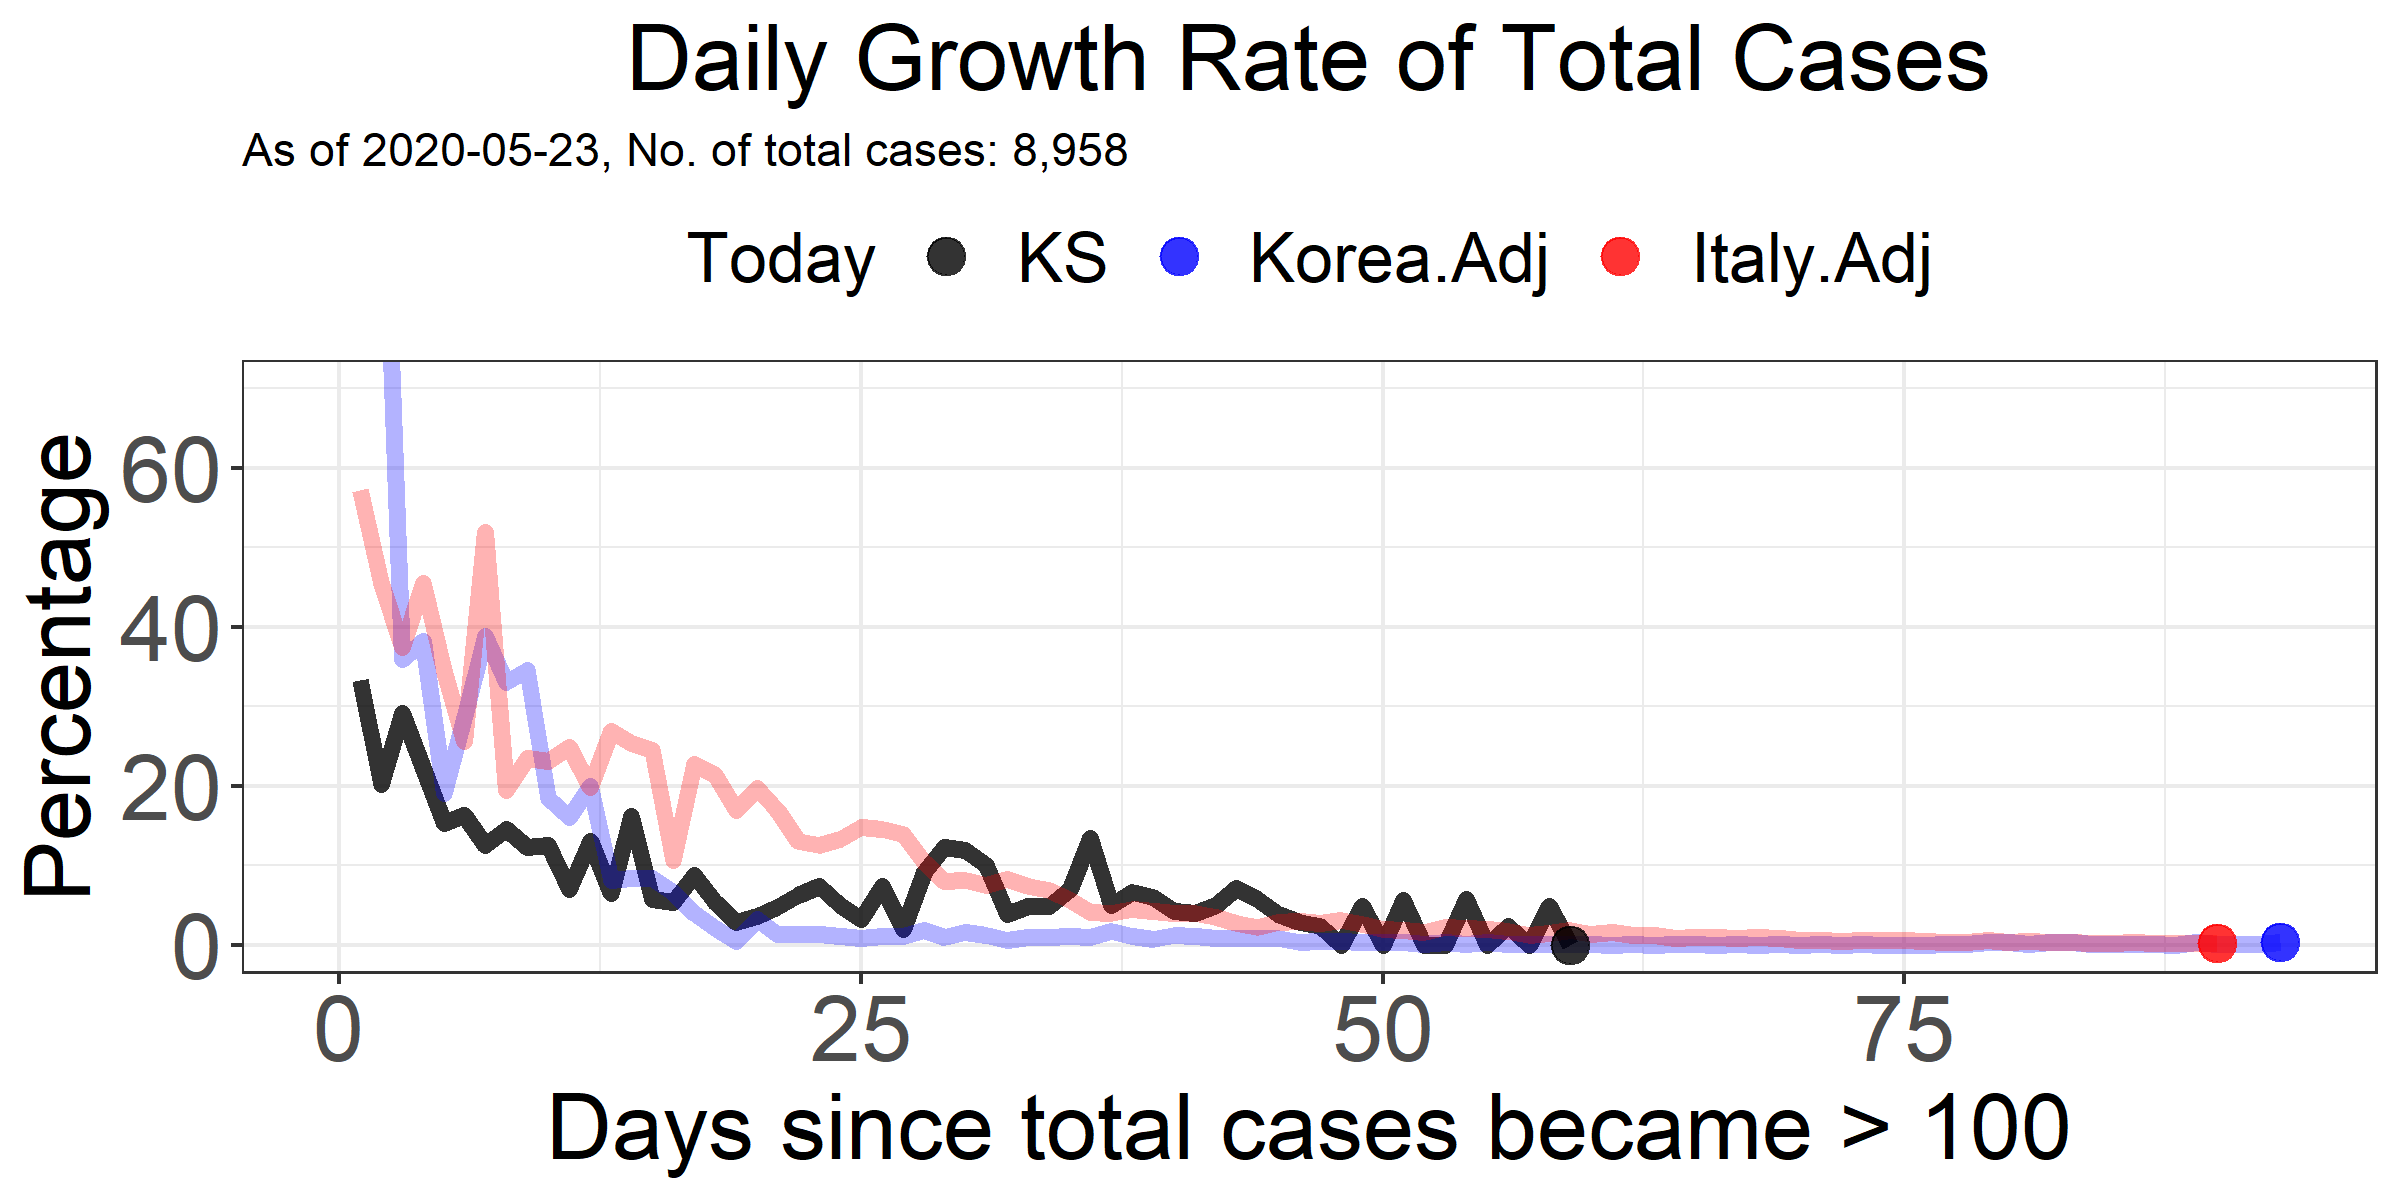 Daily Growth Rate of Total Cases
As of 2020-05-23, No. of total cases: 8,958
Today KS Korea.Adj Italy.Adj
Percentage
60
40
20
0
0 25 50 75
Days since total cases became > 100